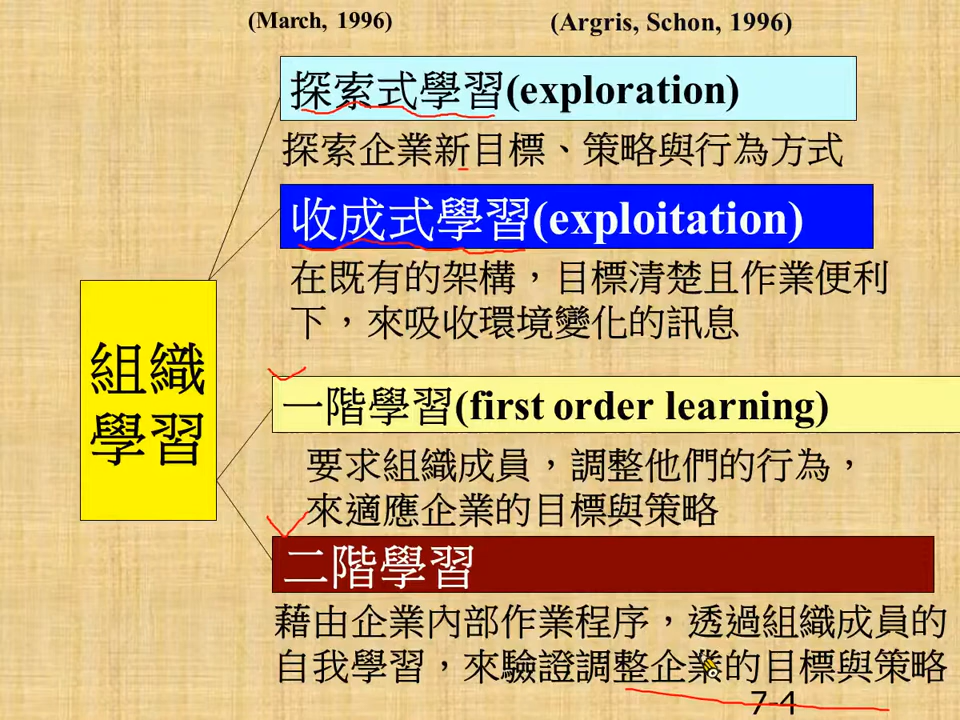 (March, 1996)
(Argris, Schon, 1996)
探索式學習(exploration)
探索企業新目標、策略與行為方式
收成式學習(exploitation)
在既有的架構，目標清楚且作業便利
下，來吸收環境變化的訊息
組織
學習
一階學習(first order learning)
要求組織成員，調整他們的行為，
來適應企業的目標與策略
二階學習
藉由企業內部作業程序，透過組織成員的
自我學習，來驗證調整企業的目標與策略
7-4